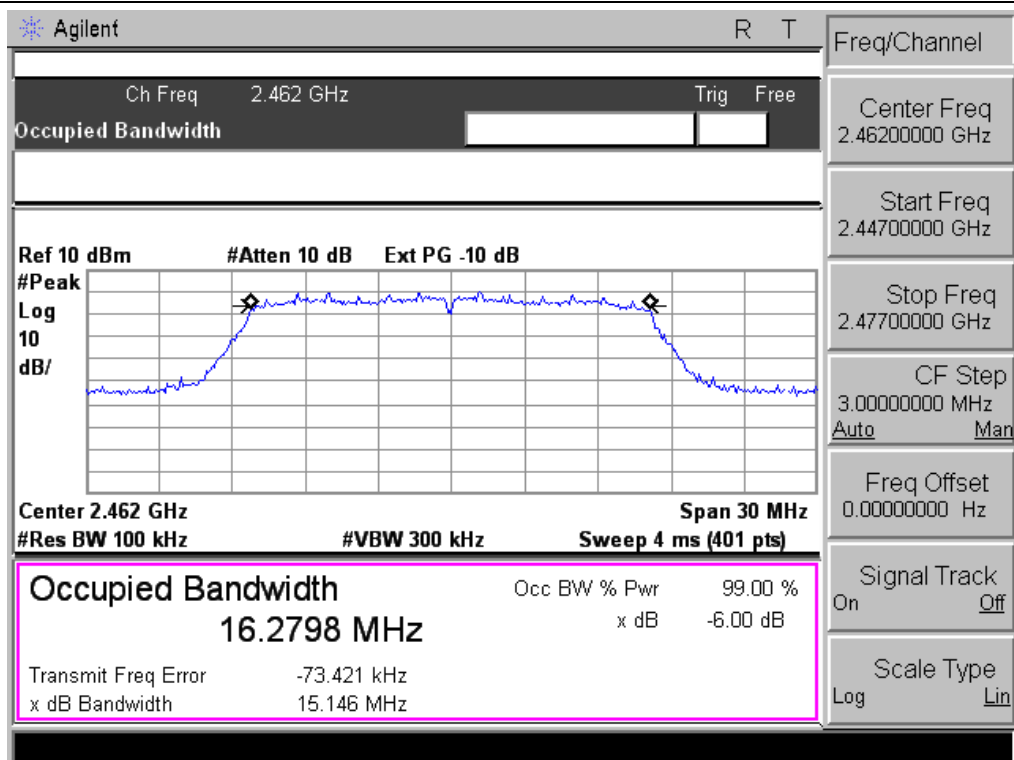 Agilent R T
Ch Freq 2.462 GHz Trig Free
Occupied Bandwidth
Ref 10 dBm #Atten 10 dB Ext PG -10 dB
#Peak
Log
10
dB/
Center 2.462 GHz Span 30 MHz
#Res BW 100 kHz #VBW 300 kHz Sweep 4 ms (401 pts)
Occupied Bandwidth
16.2798 MHz
Occ BW % Pwr 99.00 %
x dB -6.00 dB
Transmit Freq Error -73.421 kHz
x dB Bandwidth 15.146 MHz
Freq/Channel
Center Freq
2.46200000 GHz
Start Freq
2.44700000 GHz
Stop Freq
2.47700000 GHz
CF Step
3.00000000 MHz
Auto Man
Freq Offset
0.00000000 Hz
Signal Track
On Off
Scale Type
Log Lin